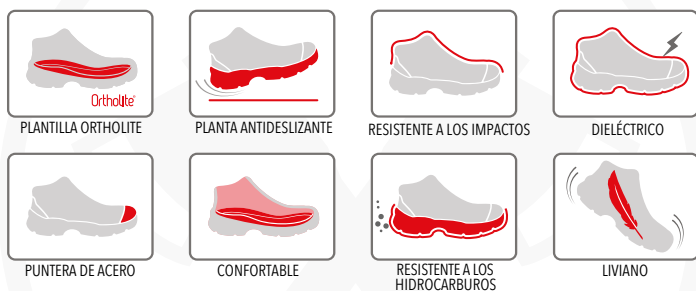 Ortholite®
PLANTILLA ORTHOLITE
PLANTA ANTIDESLIZANTE
RESISTENTE A LOS IMPACTOS
DIELÉCTRICO
PUNTERA DE ACERO
CONFORTABLE
RESISTENTE A LOS
HIDROCARBUROS
LIVIANO